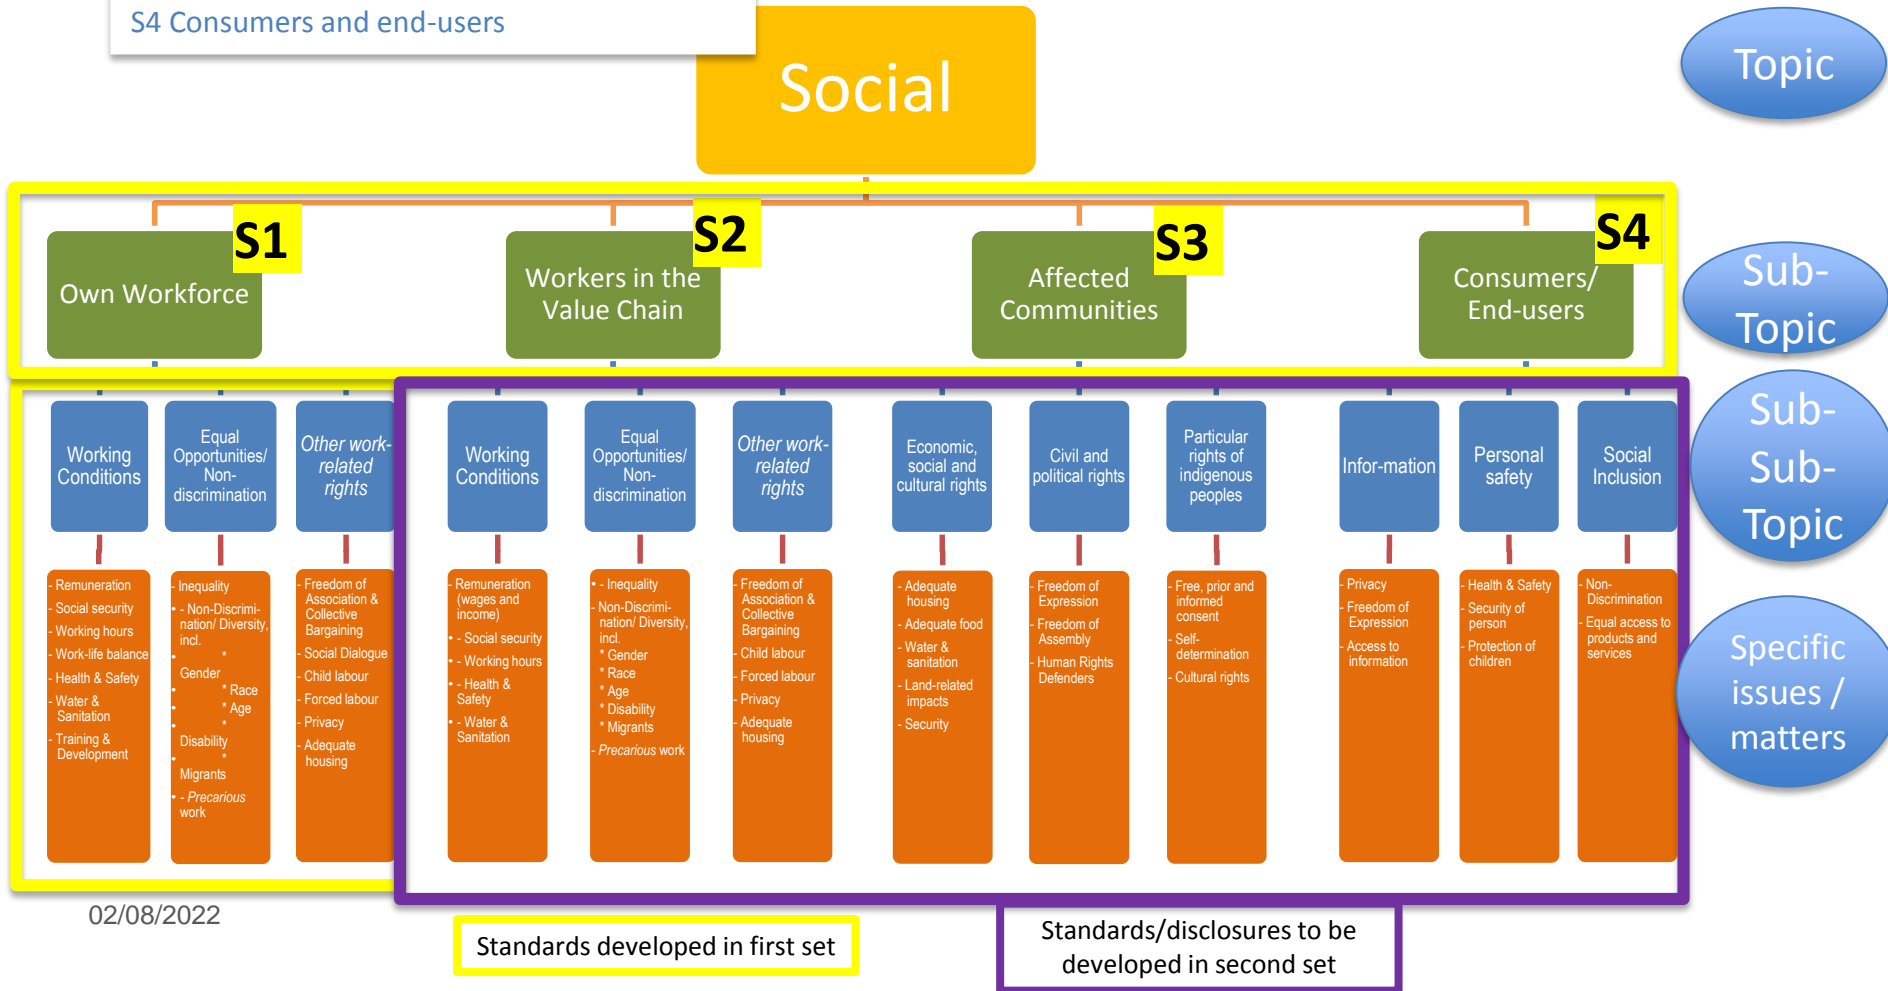 S4 Consumers and end-users
Social
Topic
S1
S2
S3
S4
Own Workforce
Workers in the
Value Chain
Affected
Communities
Consumers/
End-users
Sub-
Topic
Working
Conditions
Equal
Opportunities/
Non-
discrimination
Other work-
related
rights
Working
Conditions
Equal
Opportunities/
Non-
discrimination
Other work-
related
rights
Economic,
social and
cultural rights
Civil and
political rights
Particular
rights of
indigenous
peoples
Infor-mation
Personal
safety
Social
Inclusion
Sub-
Sub-
Topic
- Remuneration
- Social security
- Working hours
- Work-life balance
- Health & Safety
- Water &
Sanitation
- Training &
Development
- Inequality
• - Non-Discrimi-
nation/ Diversity,
incl.
• *
Gender
• * Race
• * Age
• *
Disability
• *
Migrants
• - Precarious
work
- Freedom of
Association &
Collective
Bargaining
- Social Dialogue
- Child labour
- Forced labour
- Privacy
- Adequate
housing
- Remuneration
(wages and
income)
• - Social security
• - Working hours
• - Health &
Safety
• - Water &
Sanitation
• - Inequality
- Non-Discrimi-
nation/ Diversity,
incl.
* Gender
* Race
* Age
* Disability
* Migrants
- Precarious work
- Freedom of
Association &
Collective
Bargaining
- Child labour
- Forced labour
- Privacy
- Adequate
housing
- Adequate
housing
- Adequate food
- Water &
sanitation
- Land-related
impacts
- Security
- Freedom of
Expression
- Freedom of
Assembly
- Human Rights
Defenders
- Free, prior and
informed
consent
- Self-
determination
- Cultural rights
- Privacy
- Freedom of
Expression
- Access to
information
- Health & Safety
- Security of
person
- Protection of
children
- Non-
Discrimination
- Equal access to
products and
services
Specific
issues /
matters
02/08/2022
Standards developed in first set
Standards/disclosures to be
developed in second set